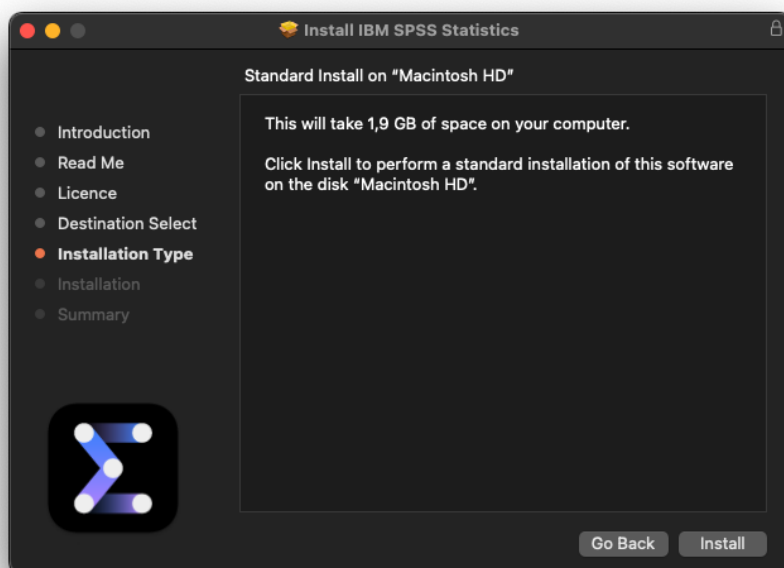 Install IBM SPSS Statistics
Standard Install on “Macintosh HD”
Introduction
Read Me
Licence
Destination Select
Installation Type
Installation
Summary
This will take 1,9 GB of space on your computer.
Click Install to perform a standard installation of this software
on the disk “Macintosh HD”.
Go Back
Install